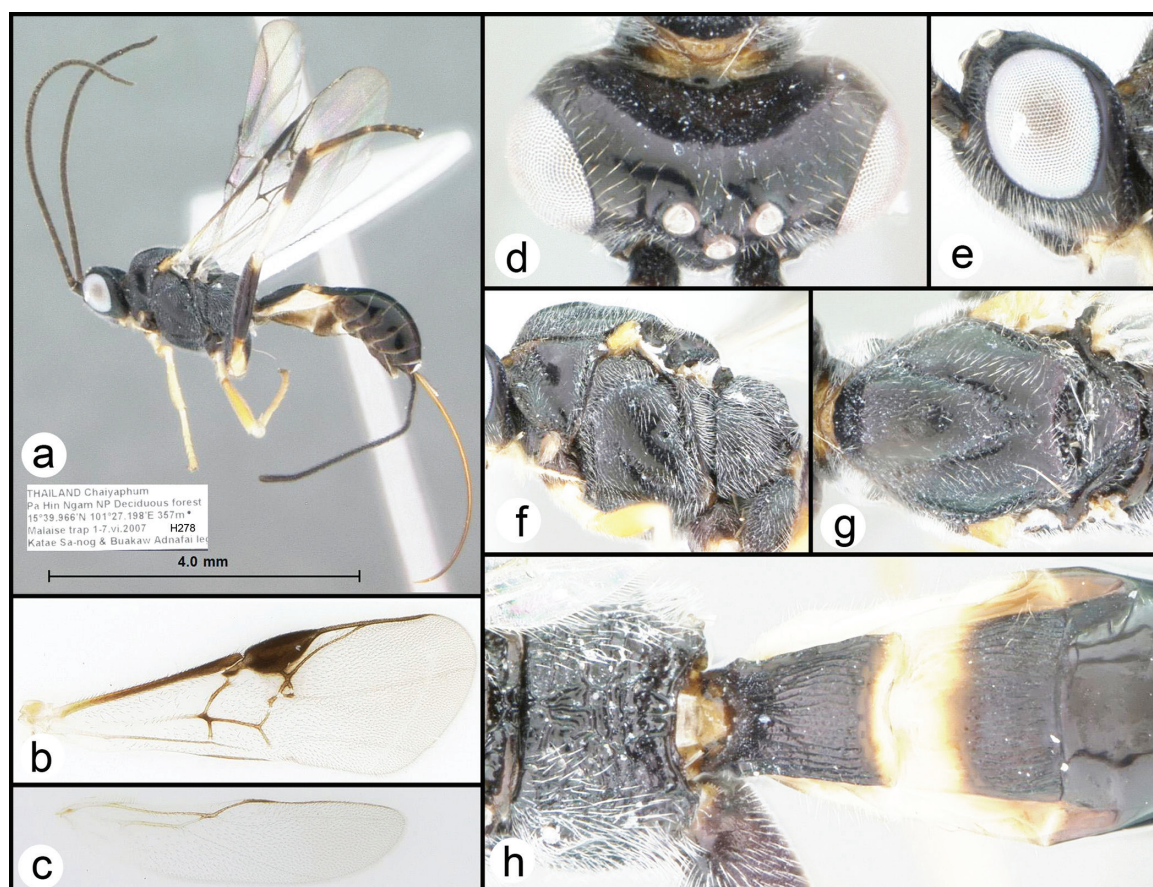 a
THAILAND Chaiyaphum
Pa Hin Ngam NP Deciduous forest
15°39.966'N 101°27.198'E 357m*
Malaise trap 1-7.vi.2007 H278
Katae Sa-nog & Buakaw Adnafai leg
4.0 mm
b
c
d
e
f
g
h